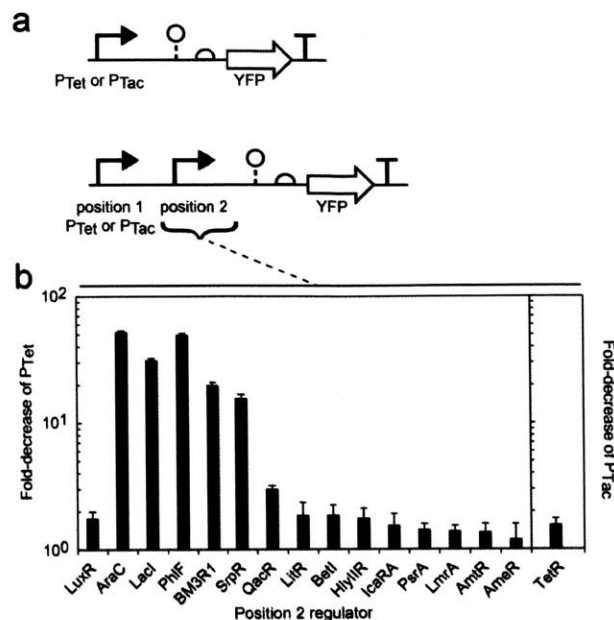 a
PTet or PTac
YFP
position 1 position 2
PTet or PTac
YFP
b
Fold-decrease of PTet
10²
10¹
10⁰
Fold-decrease of PTac
LuxR AraC LacI PhlF BM3R1 SrpR QacR LitR BetI HlyIIR IcaRA PsrA LmrA AmtR AmeR TetR
Position 2 regulator